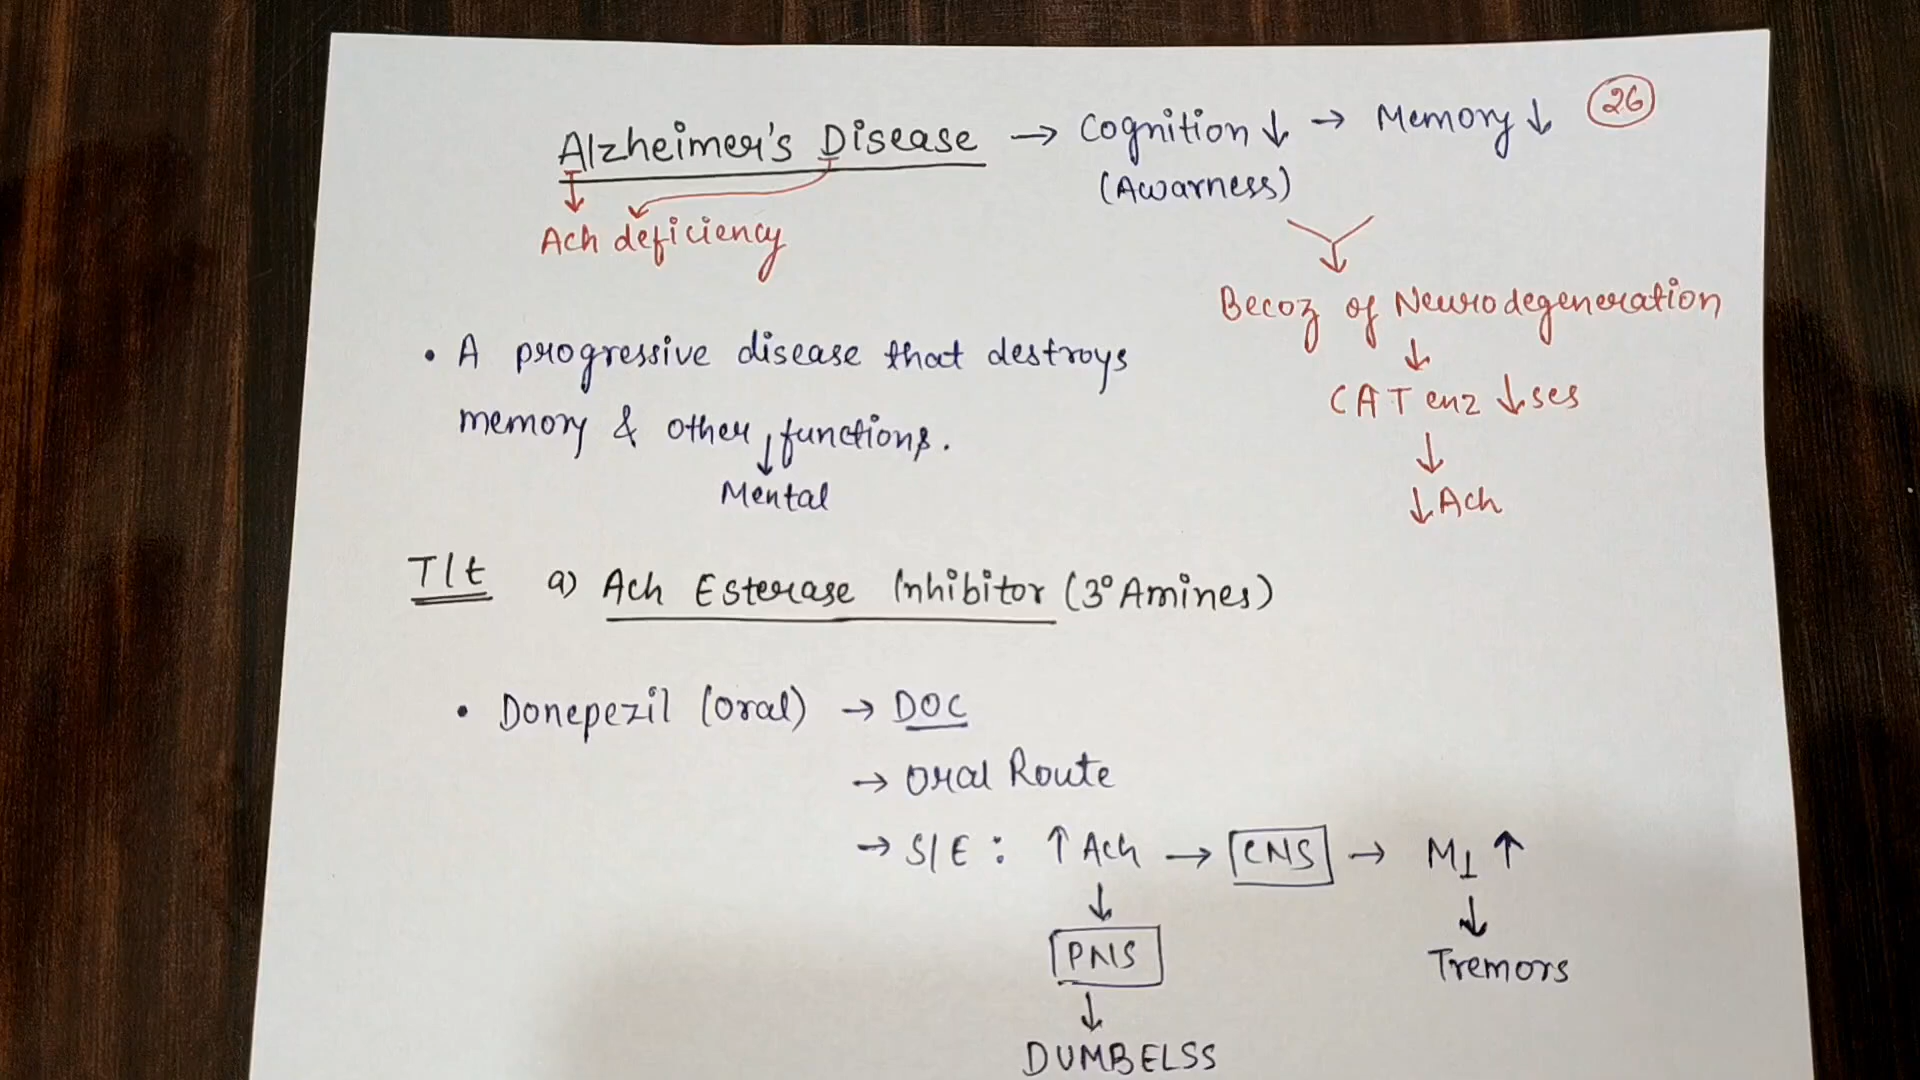 Alzheimer's Disease → Cognition ↓ → Memory ↓ 26
(Awarness)
Ach deficiency
Becoz of Neurodegeneration
↓
CAT enz ↓ses
↓
↓Ach
• A progressive disease that destroys
memory & other functions.
↓
Mental
T/t a) Ach Esterase Inhibitor (3° Amines)
• Donepezil (oral) → DOC
→ Oral Route
→ S/E : ↑ Ach → CNS → M1 ↑
↓ ↓
PNS Tremors
↓
DUMBELSS